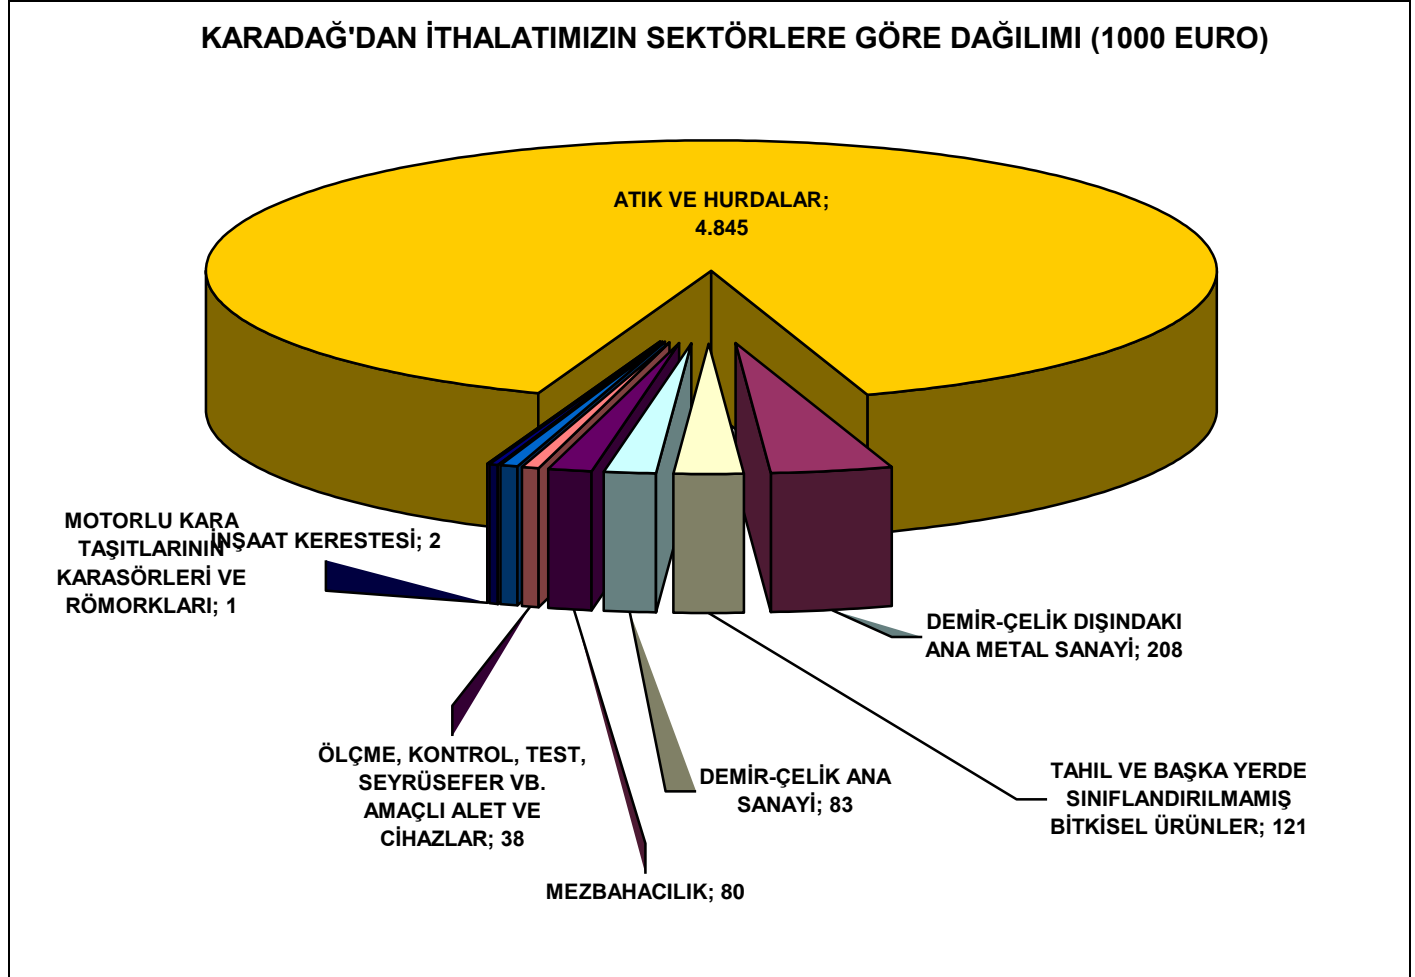 KARADAĞ'DAN İTHALATIMIZIN SEKTÖRLERE GÖRE DAĞILIMI (1000 EURO)
ATIK VE HURDALAR;
4.845
MOTORLU KARA
TAŞITLARININ
KARASÖRLERİ VE
RÖMORKLARI; 1
İNŞAAT KERESTESİ; 2
DEMİR-ÇELİK DIŞINDAKI
ANA METAL SANAYİ; 208
ÖLÇME, KONTROL, TEST,
SEYRÜSEFER VB.
AMAÇLI ALET VE
CİHAZLAR; 38
DEMİR-ÇELİK ANA
SANAYİ; 83
TAHIL VE BAŞKA YERDE
SINIFLANDIRILMAMIŞ
BİTKİSEL ÜRÜNLER; 121
MEZBAHACILIK; 80